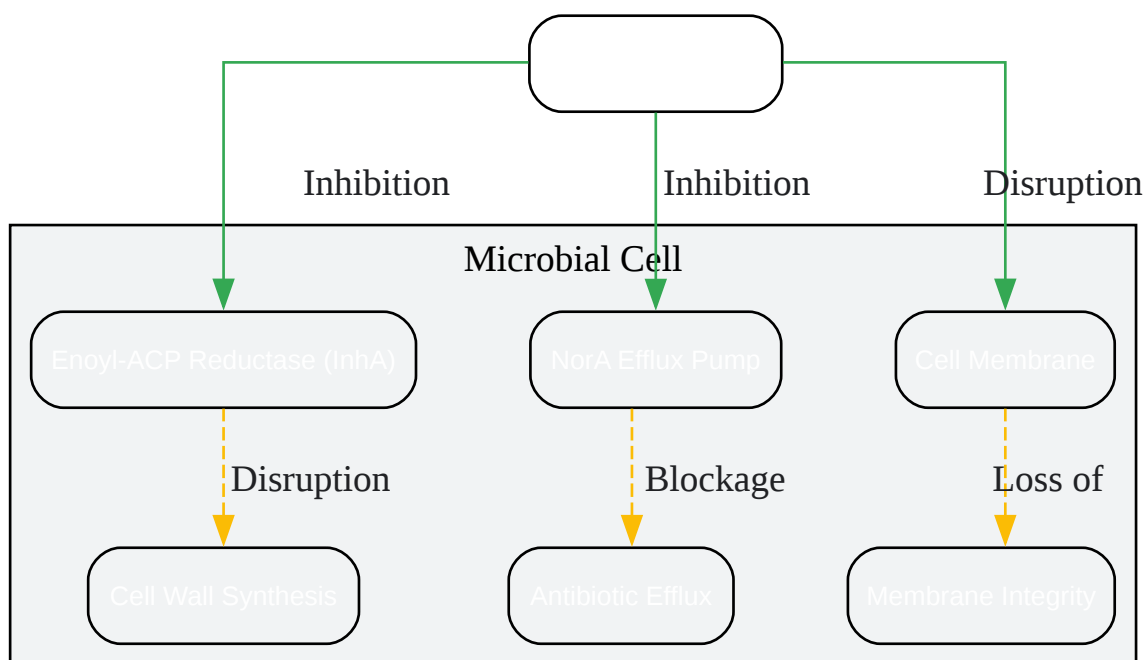 Inhibition
Inhibition
Disruption
Microbial Cell
Enoyl-ACP Reductase (InhA)
NorA Efflux Pump
Cell Membrane
Disruption
Blockage
Loss of
Cell Wall Synthesis
Antibiotic Efflux
Membrane Integrity